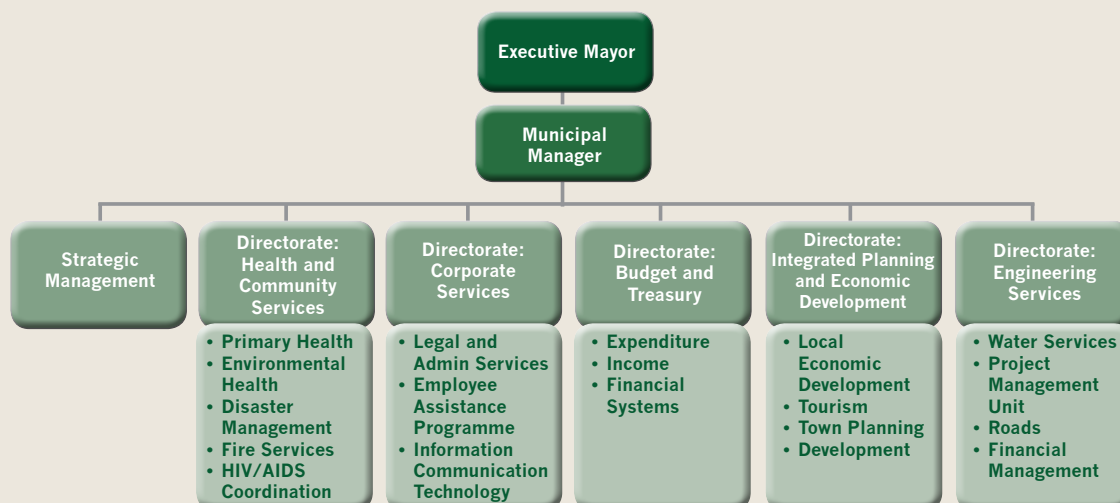 Executive Mayor
Municipal
Manager
Strategic
Management
Directorate:
Health and
Community
Services
• Primary Health
• Environmental
Health
• Disaster
Management
• Fire Services
• HIV/AIDS
Coordination
Directorate:
Corporate
Services
• Legal and
Admin Services
• Employee
Assistance
Programme
• Information
Communication
Technology
Directorate:
Budget and
Treasury
• Expenditure
• Income
• Financial
Systems
Directorate:
Integrated Planning
and Economic
Development
• Local
Economic
Development
• Tourism
• Town Planning
• Development
Directorate:
Engineering
Services
• Water Services
• Project
Management
Unit
• Roads
• Financial
Management